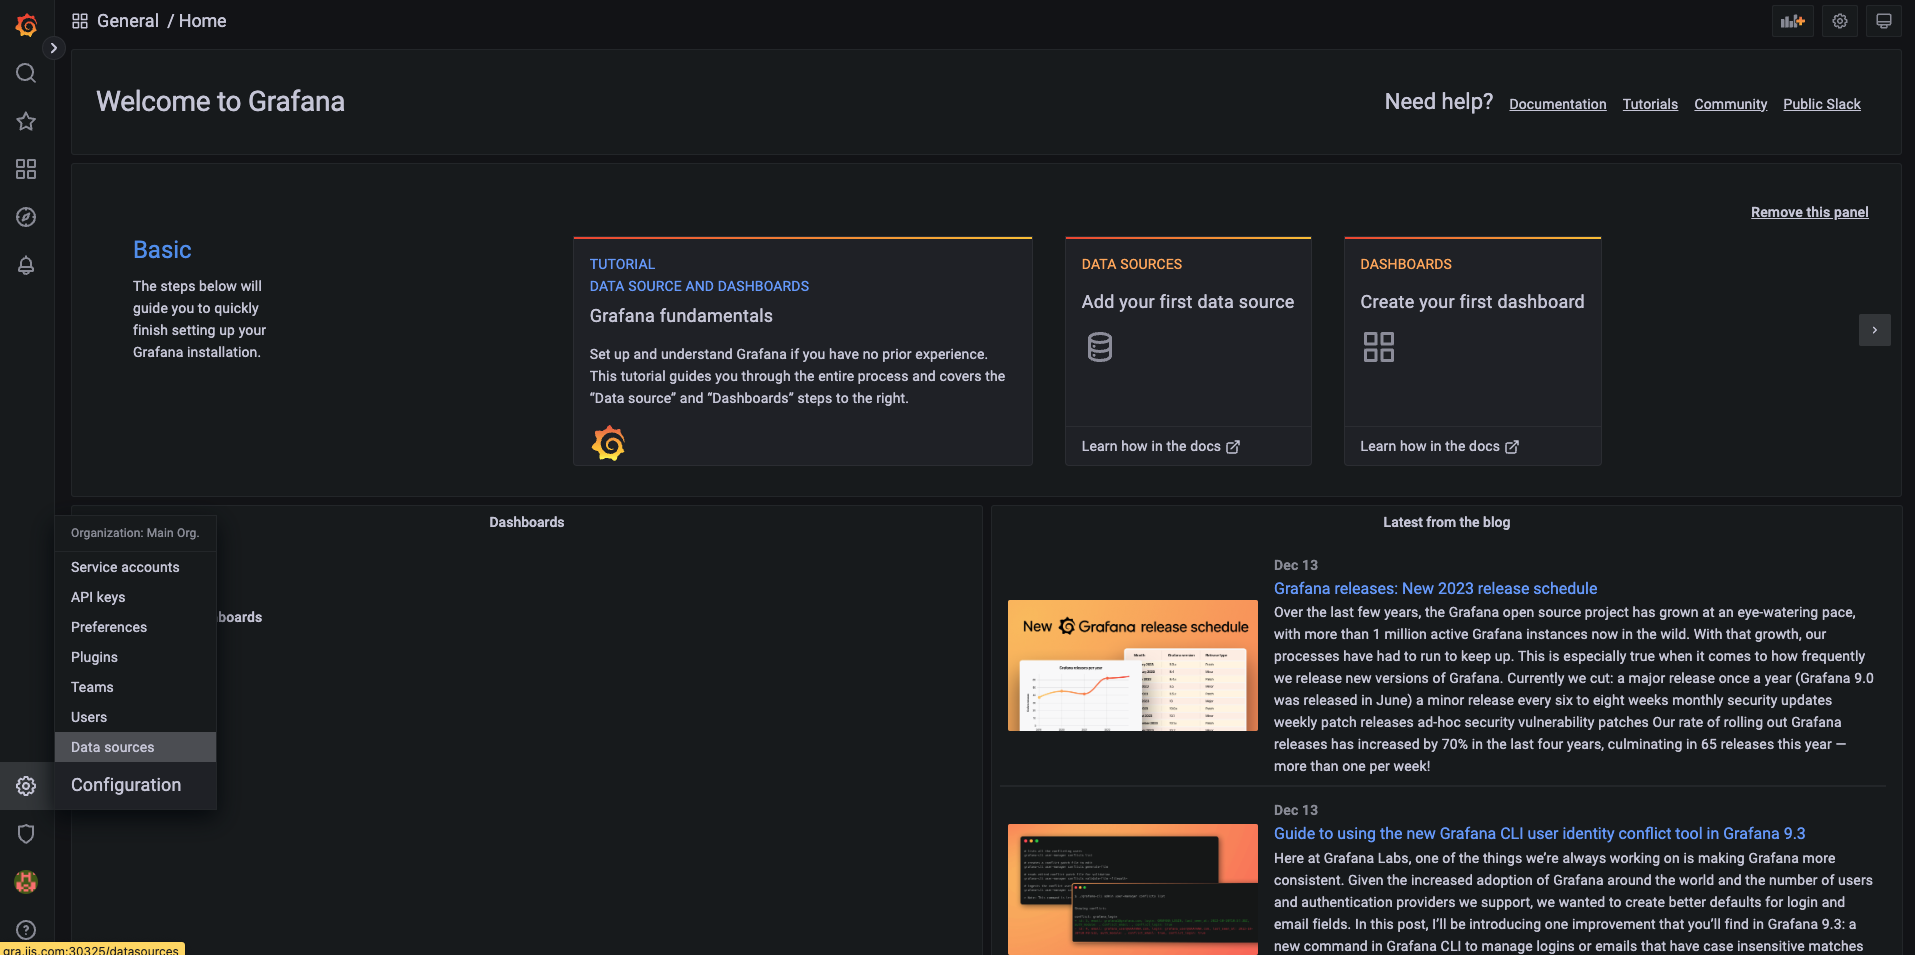 General / Home
Welcome to Grafana
Need help? Documentation Tutorials Community Public Slack
Remove this panel
Basic
The steps below will
guide you to quickly
finish setting up your
Grafana installation.
TUTORIAL
DATA SOURCE AND DASHBOARDS
Grafana fundamentals
Set up and understand Grafana if you have no prior experience.
This tutorial guides you through the entire process and covers the
“Data source” and “Dashboards” steps to the right.
DATA SOURCES
Add your first data source
Learn how in the docs
DASHBOARDS
Create your first dashboard
Learn how in the docs
Organization: Main Org.
Service accounts
API keys
Preferences
Plugins
Teams
Users
Data sources
Configuration
Dashboards
boards
Latest from the blog
Dec 13
Grafana releases: New 2023 release schedule
New Grafana release schedule
Grafana releases per year
Month Grafana version Release type
Over the last few years, the Grafana open source project has grown at an eye-watering pace,
with more than 1 million active Grafana instances now in the wild. With that growth, our
processes have had to run to keep up. This is especially true when it comes to how frequently
we release new versions of Grafana. Currently we cut: a major release once a year (Grafana 9.0
was released in June) a minor release every six to eight weeks monthly security updates
weekly patch releases ad-hoc security vulnerability patches Our rate of rolling out Grafana
releases has increased by 70% in the last four years, culminating in 65 releases this year —
more than one per week!
Dec 13
Guide to using the new Grafana CLI user identity conflict tool in Grafana 9.3
Here at Grafana Labs, one of the things we’re always working on is making Grafana more
consistent. Given the increased adoption of Grafana around the world and the number of users
and authentication providers we support, we wanted to create better defaults for login and
email fields. In this post, I’ll be introducing one improvement that you’ll find in Grafana 9.3: a
new command in Grafana CLI to manage logins or emails that have case insensitive matches
gra.iis.com:30325/datasources